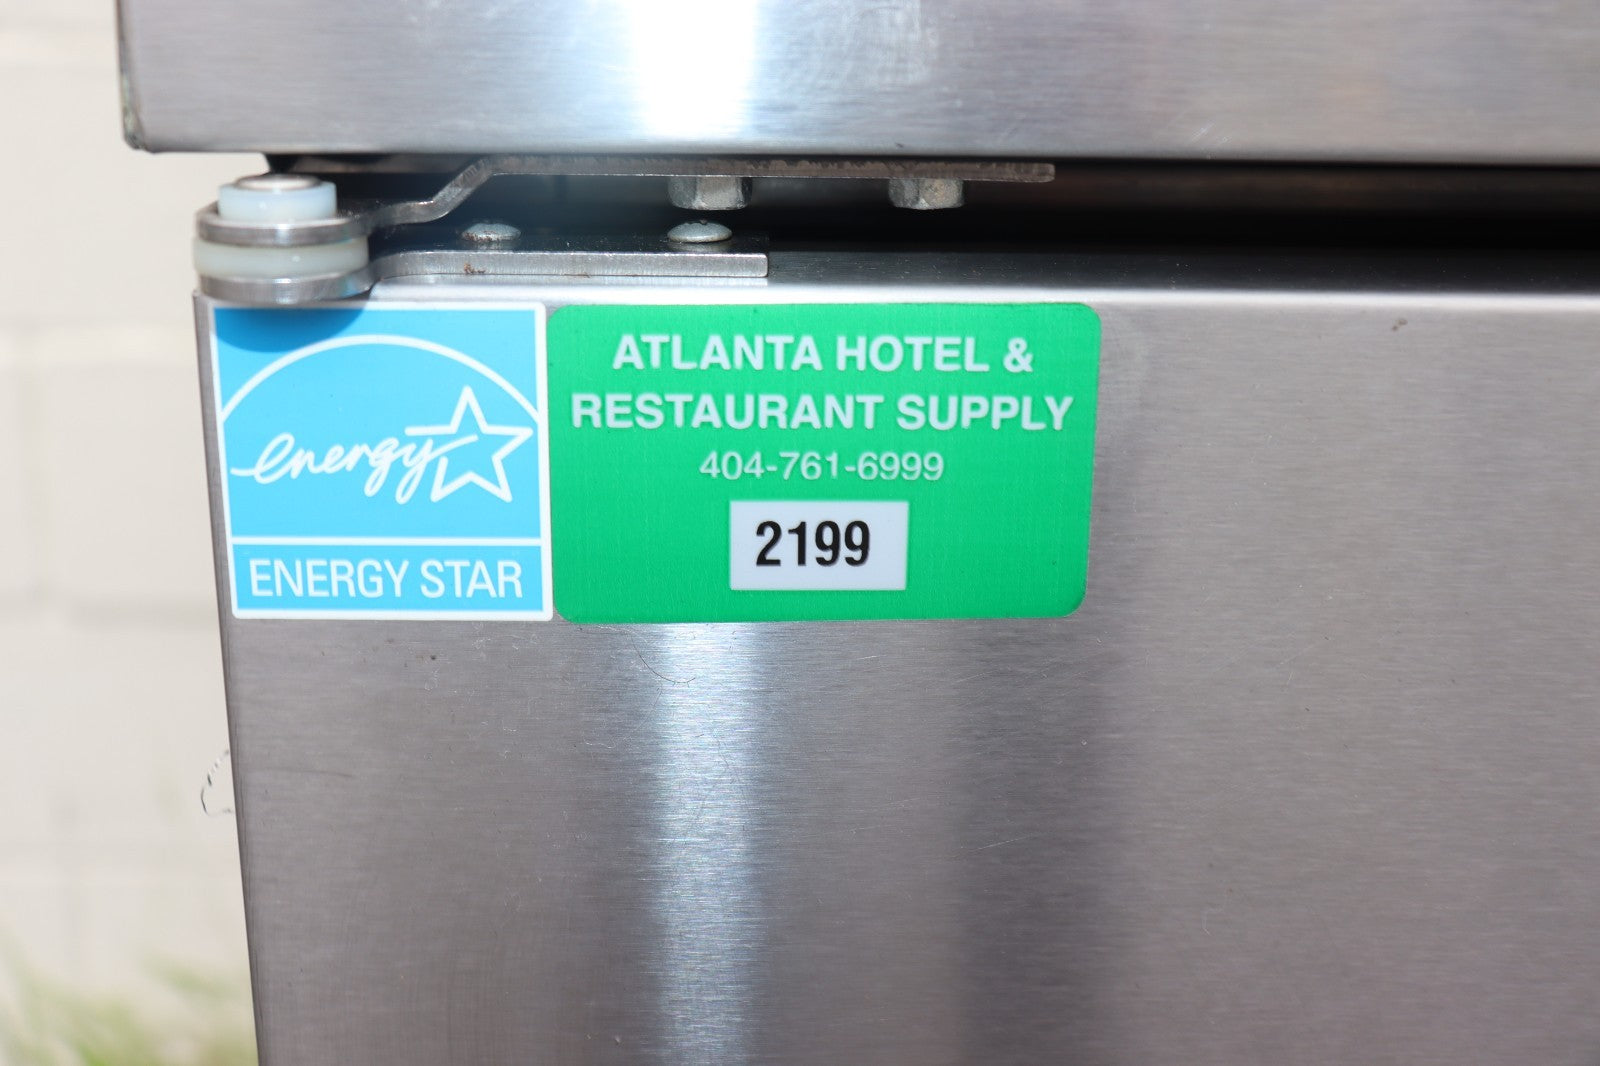 energy
ENERGY STAR
ATLANTA HOTEL &
RESTAURANT SUPPLY
404-761-6999
2199